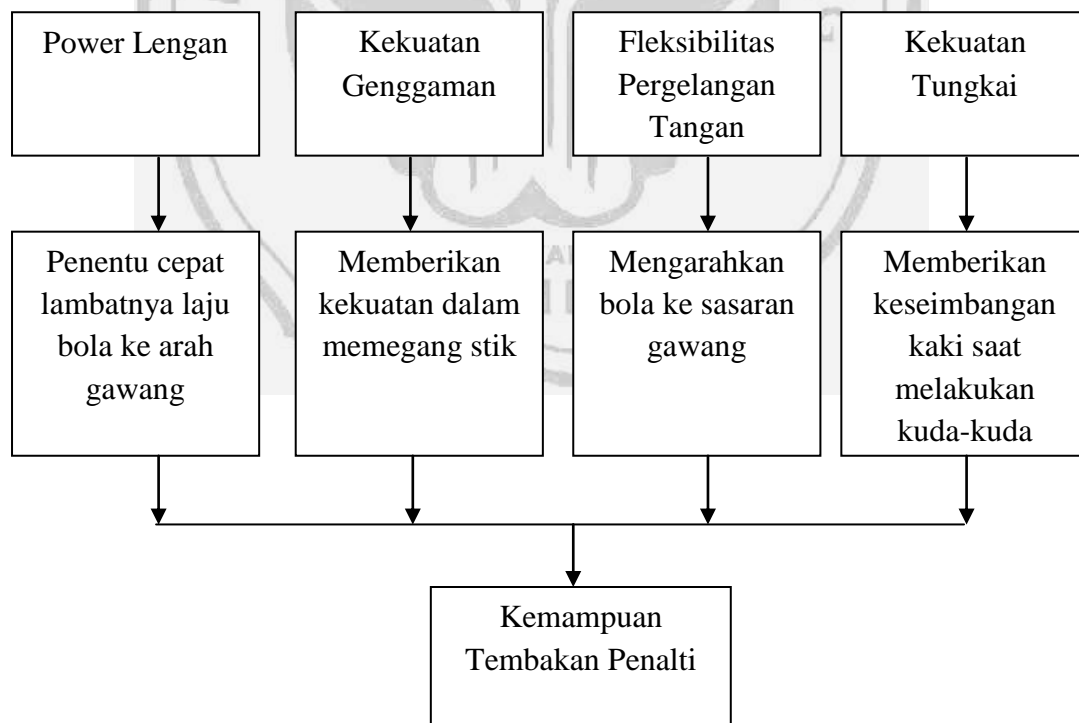 Power Lengan
Kekuatan
Genggaman
Fleksibilitas
Pergelangan
Tangan
Kekuatan
Tungkai
Penentu cepat
lambatnya laju
bola ke arah
gawang
Memberikan
kekuatan dalam
memegang stik
Mengarahkan
bola ke sasaran
gawang
Memberikan
keseimbangan
kaki saat
melakukan
kuda-kuda
Kemampuan
Tembakan Penalti